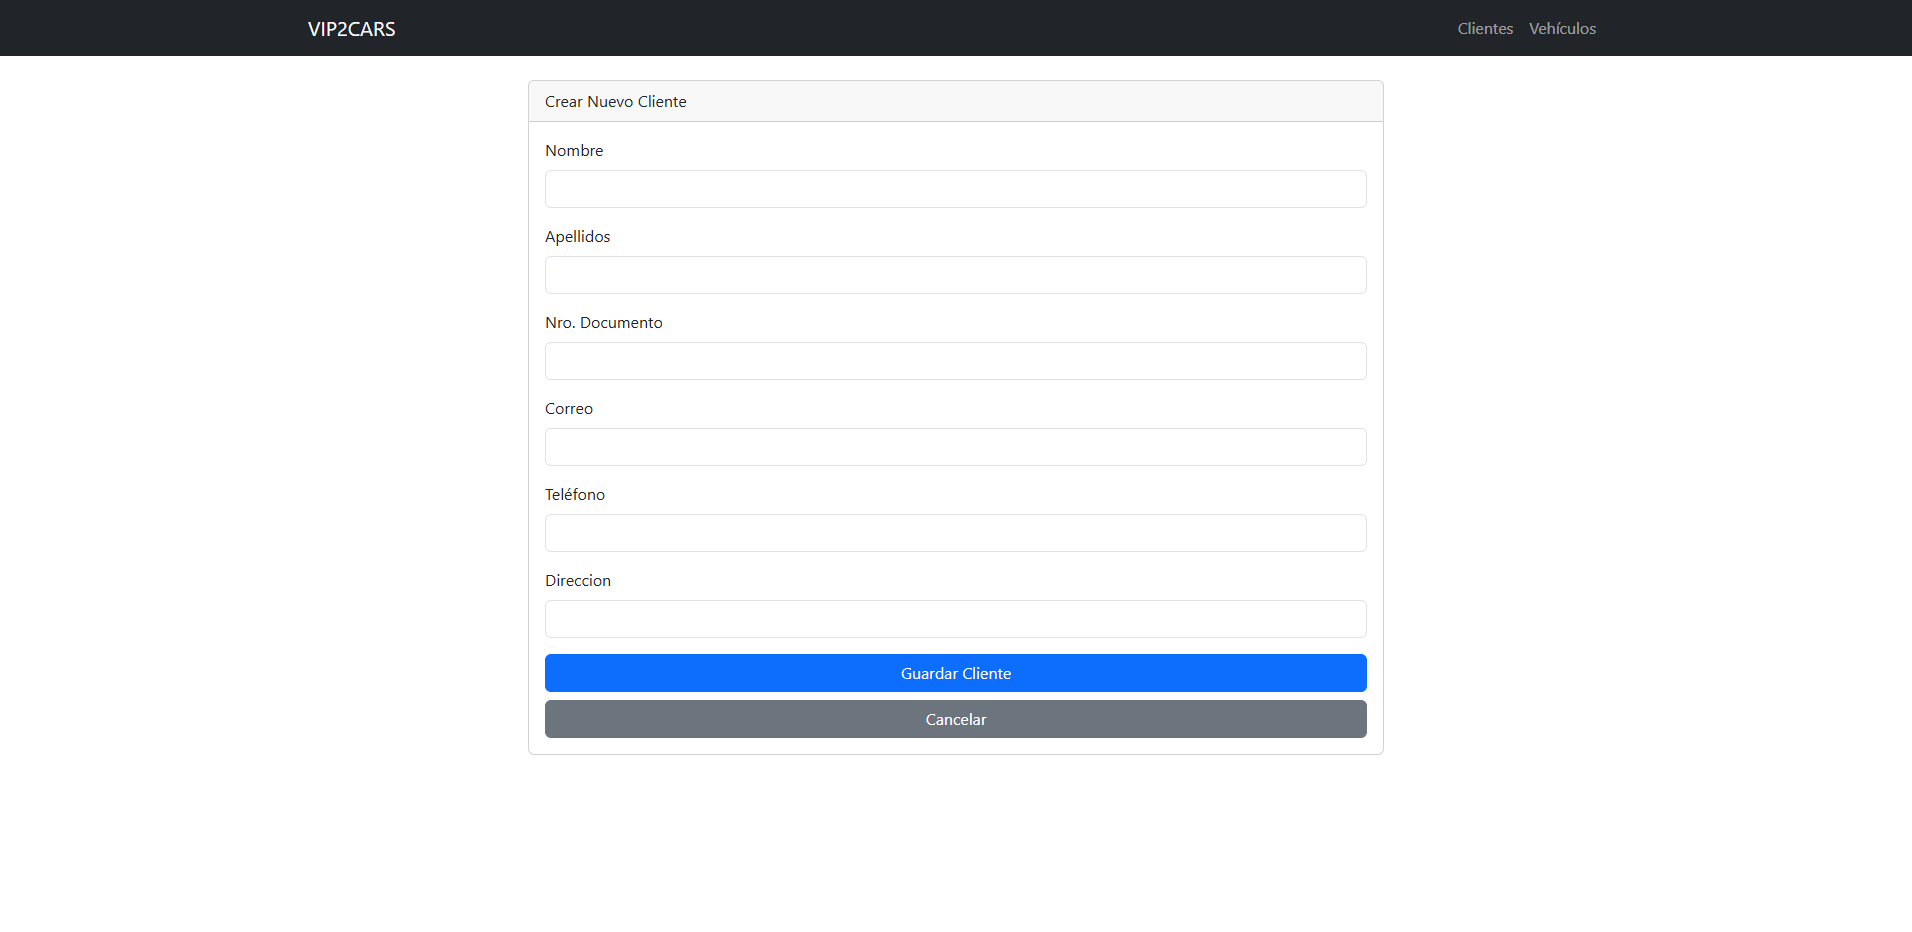 VIP2CARS
Clientes Vehículos
Crear Nuevo Cliente
Nombre
Apellidos
Nro. Documento
Correo
Teléfono
Direccion
Guardar Cliente
Cancelar